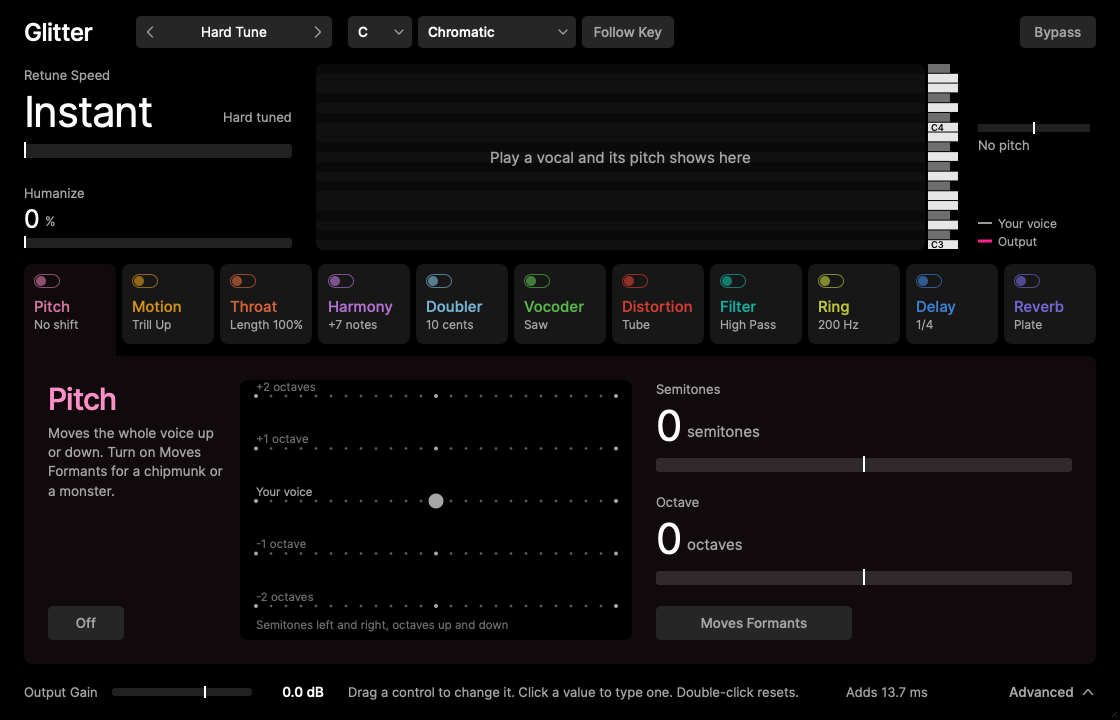 Glitter
Hard Tune
C
Chromatic
Follow Key
Bypass
Retune Speed
Instant
Hard tuned
Humanize
0 %
Play a vocal and its pitch shows here
C4
C3
No pitch
Your voice
Output
Pitch
No shift
Motion
Trill Up
Throat
Length 100%
Harmony
+7 notes
Doubler
10 cents
Vocoder
Saw
Distortion
Tube
Filter
High Pass
Ring
200 Hz
Delay
1/4
Reverb
Plate
Pitch
Moves the whole voice up
or down. Turn on Moves
Formants for a chipmunk or
a monster.
Off
+2 octaves
+1 octave
Your voice
-1 octave
-2 octaves
Semitones left and right, octaves up and down
Semitones
0 semitones
Octave
0 octaves
Moves Formants
Output Gain
0.0 dB
Drag a control to change it. Click a value to type one. Double-click resets.
Adds 13.7 ms
Advanced